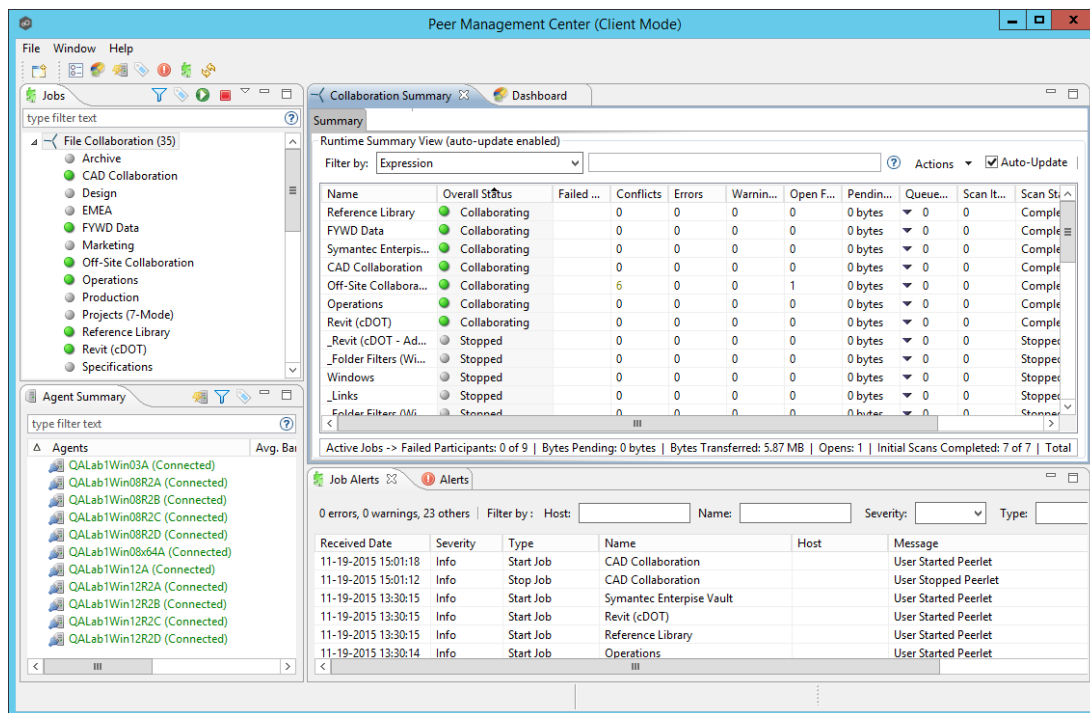 Peer Management Center (Client Mode)
File Window Help
Jobs
type filter text
File Collaboration (35)
Archive
CAD Collaboration
Design
EMEA
FYWD Data
Marketing
Off-Site Collaboration
Operations
Production
Projects (7-Mode)
Reference Library
Revit (cDOT)
Specifications
Agent Summary
type filter text
Agents Avg. Bar
QALab1Win03A (Connected)
QALab1Win08R2A (Connected)
QALab1Win08R2B (Connected)
QALab1Win08R2C (Connected)
QALab1Win08R2D (Connected)
QALab1Win08x64A (Connected)
QALab1Win12A (Connected)
QALab1Win12R2A (Connected)
QALab1Win12R2B (Connected)
QALab1Win12R2C (Connected)
QALab1Win12R2D (Connected)
Collaboration Summary Dashboard
Summary
Runtime Summary View (auto-update enabled)
Filter by: Expression Actions Auto-Update
Name Overall Status Failed ... Conflicts Errors Warnin... Open F... Pendin... Queue... Scan It... Scan Sta
Reference Library Collaborating 0 0 0 0 0 bytes 0 0 Comple
FYWD Data Collaborating 0 0 0 0 0 bytes 0 0 Comple
Symantec Enterpis... Collaborating 0 0 0 0 0 bytes 0 0 Comple
CAD Collaboration Collaborating 0 0 0 0 0 bytes 0 0 Comple
Off-Site Collabora... Collaborating 6 0 0 1 0 bytes 0 0 Comple
Operations Collaborating 0 0 0 0 0 bytes 0 0 Comple
Revit (cDOT) Collaborating 0 0 0 0 0 bytes 0 0 Comple
_Revit (cDOT - Ad... Stopped 0 0 0 0 0 bytes 0 0 Stopped
_Folder Filters (Wi... Stopped 0 0 0 0 0 bytes 0 0 Stopped
Windows Stopped 0 0 0 0 0 bytes 0 0 Stopped
_Links Stopped 0 0 0 0 0 bytes 0 0 Stopped
_Folder Filters (Wi... Stopped 0 0 0 0 0 bytes 0 0 Stopped
Active Jobs -> Failed Participants: 0 of 9 | Bytes Pending: 0 bytes | Bytes Transferred: 5.87 MB | Opens: 1 | Initial Scans Completed: 7 of 7 | Total
Job Alerts Alerts
0 errors, 0 warnings, 23 others | Filter by : Host: Name: Severity: Type:
Received Date Severity Type Name Host Message
11-19-2015 15:01:18 Info Start Job CAD Collaboration User Started Peerlet
11-19-2015 15:01:12 Info Stop Job CAD Collaboration User Stopped Peerlet
11-19-2015 13:30:15 Info Start Job Symantec Enterpise Vault User Started Peerlet
11-19-2015 13:30:15 Info Start Job Revit (cDOT) User Started Peerlet
11-19-2015 13:30:15 Info Start Job Reference Library User Started Peerlet
11-19-2015 13:30:14 Info Start Job Operations User Started Peerlet